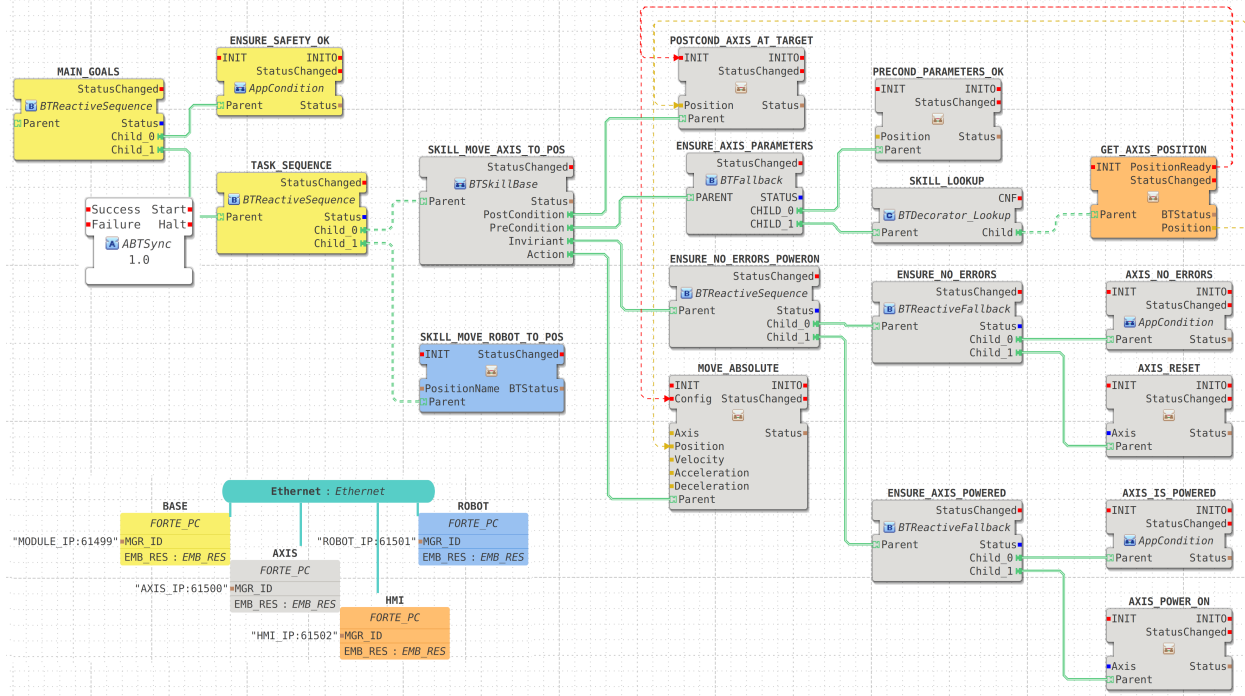 MAIN_GOALS
StatusChanged
B BTReactiveSequence
Parent Status
Child_0
Child_1
ENSURE_SAFETY_OK
INIT INITO
StatusChanged
AppCondition
Parent Status
Success Start
Failure Halt
A ABTSync
1.0
TASK_SEQUENCE
StatusChanged
B BTReactiveSequence
Parent Status
Child_0
Child_1
SKILL_MOVE_AXIS_TO_POS
StatusChanged
BTSkillBase
Parent Status
PostCondition
PreCondition
Inviriant
Action
SKILL_MOVE_ROBOT_TO_POS
INIT StatusChanged
PositionName BTStatus
Parent
POSTCOND_AXIS_AT_TARGET
INIT INITO
StatusChanged
Position Status
Parent
ENSURE_AXIS_PARAMETERS
StatusChanged
B BTFallback
PARENT STATUS
CHILD_0
CHILD_1
ENSURE_NO_ERRORS_POWERON
StatusChanged
B BTReactiveSequence
Parent Status
Child_0
Child_1
MOVE_ABSOLUTE
INIT INITO
Config StatusChanged
Axis Status
Position
Velocity
Acceleration
Deceleration
Parent
PRECOND_PARAMETERS_OK
INIT INITO
StatusChanged
Position Status
Parent
SKILL_LOOKUP
CNF
C BTDecorator_Lookup
Parent Child
GET_AXIS_POSITION
INIT PositionReady
StatusChanged
Parent BTStatus
Position
ENSURE_NO_ERRORS
StatusChanged
B BTReactiveFallback
Parent Status
Child_0
Child_1
AXIS_NO_ERRORS
INIT INITO
StatusChanged
AppCondition
Parent Status
AXIS_RESET
INIT INITO
StatusChanged
Axis Status
Parent
ENSURE_AXIS_POWERED
StatusChanged
B BTReactiveFallback
Parent Status
Child_0
Child_1
AXIS_IS_POWERED
INIT INITO
StatusChanged
AppCondition
Parent Status
AXIS_POWER_ON
INIT INITO
StatusChanged
Axis Status
Parent
Ethernet : Ethernet
BASE
FORTE_PC
"MODULE_IP:61499" MGR_ID
EMB_RES : EMB_RES
AXIS
FORTE_PC
"AXIS_IP:61500" MGR_ID
EMB_RES : EMB_RES
ROBOT
FORTE_PC
"ROBOT_IP:61501" MGR_ID
EMB_RES : EMB_RES
HMI
FORTE_PC
"HMI_IP:61502" MGR_ID
EMB_RES : EMB_RES